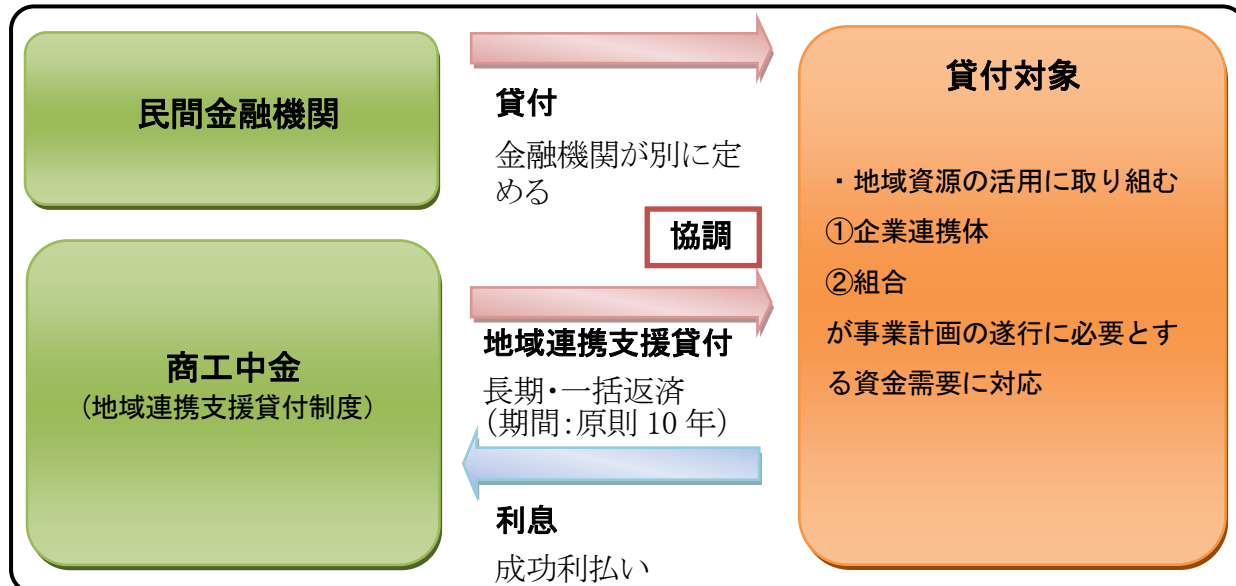 民間金融機関
貸付
金融機関が別に定
める
協調
商工中金
（地域連携支援貸付制度）
地域連携支援貸付
長期・一括返済
（期間：原則 10 年）
利息
成功利払い
貸付対象
・地域資源の活用に取り組む
①企業連携体
②組合
が事業計画の遂行に必要とす
る資金需要に対応